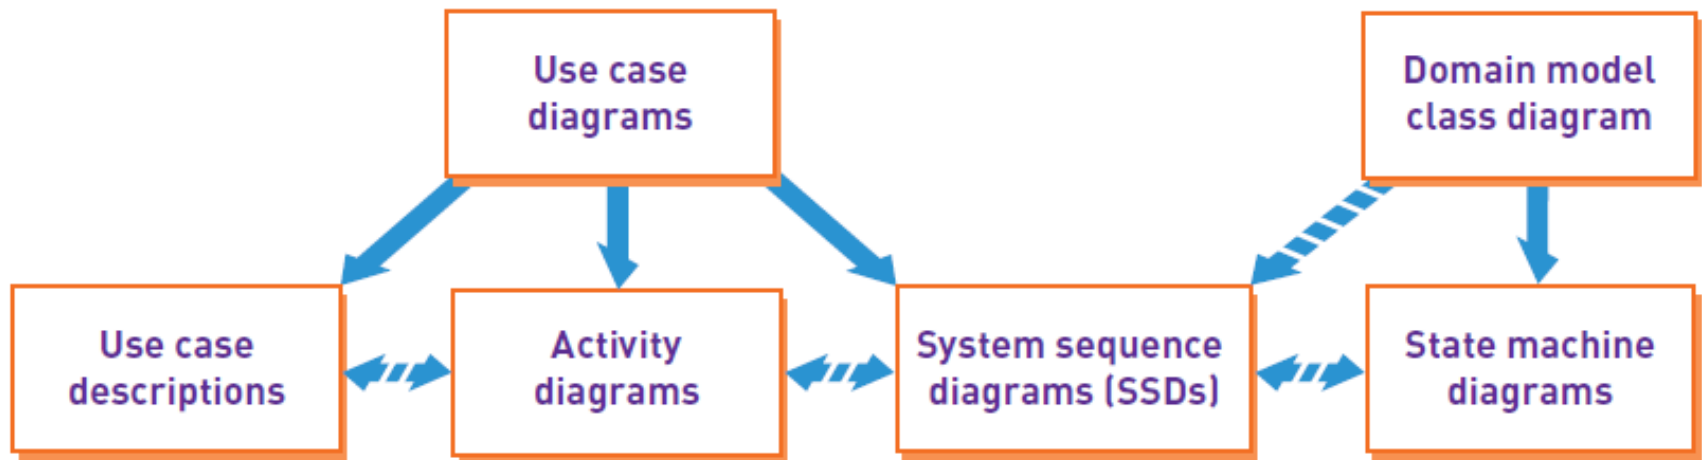 Use case
diagrams
Domain model
class diagram
Use case
descriptions
Activity
diagrams
System sequence
diagrams (SSDs)
State machine
diagrams